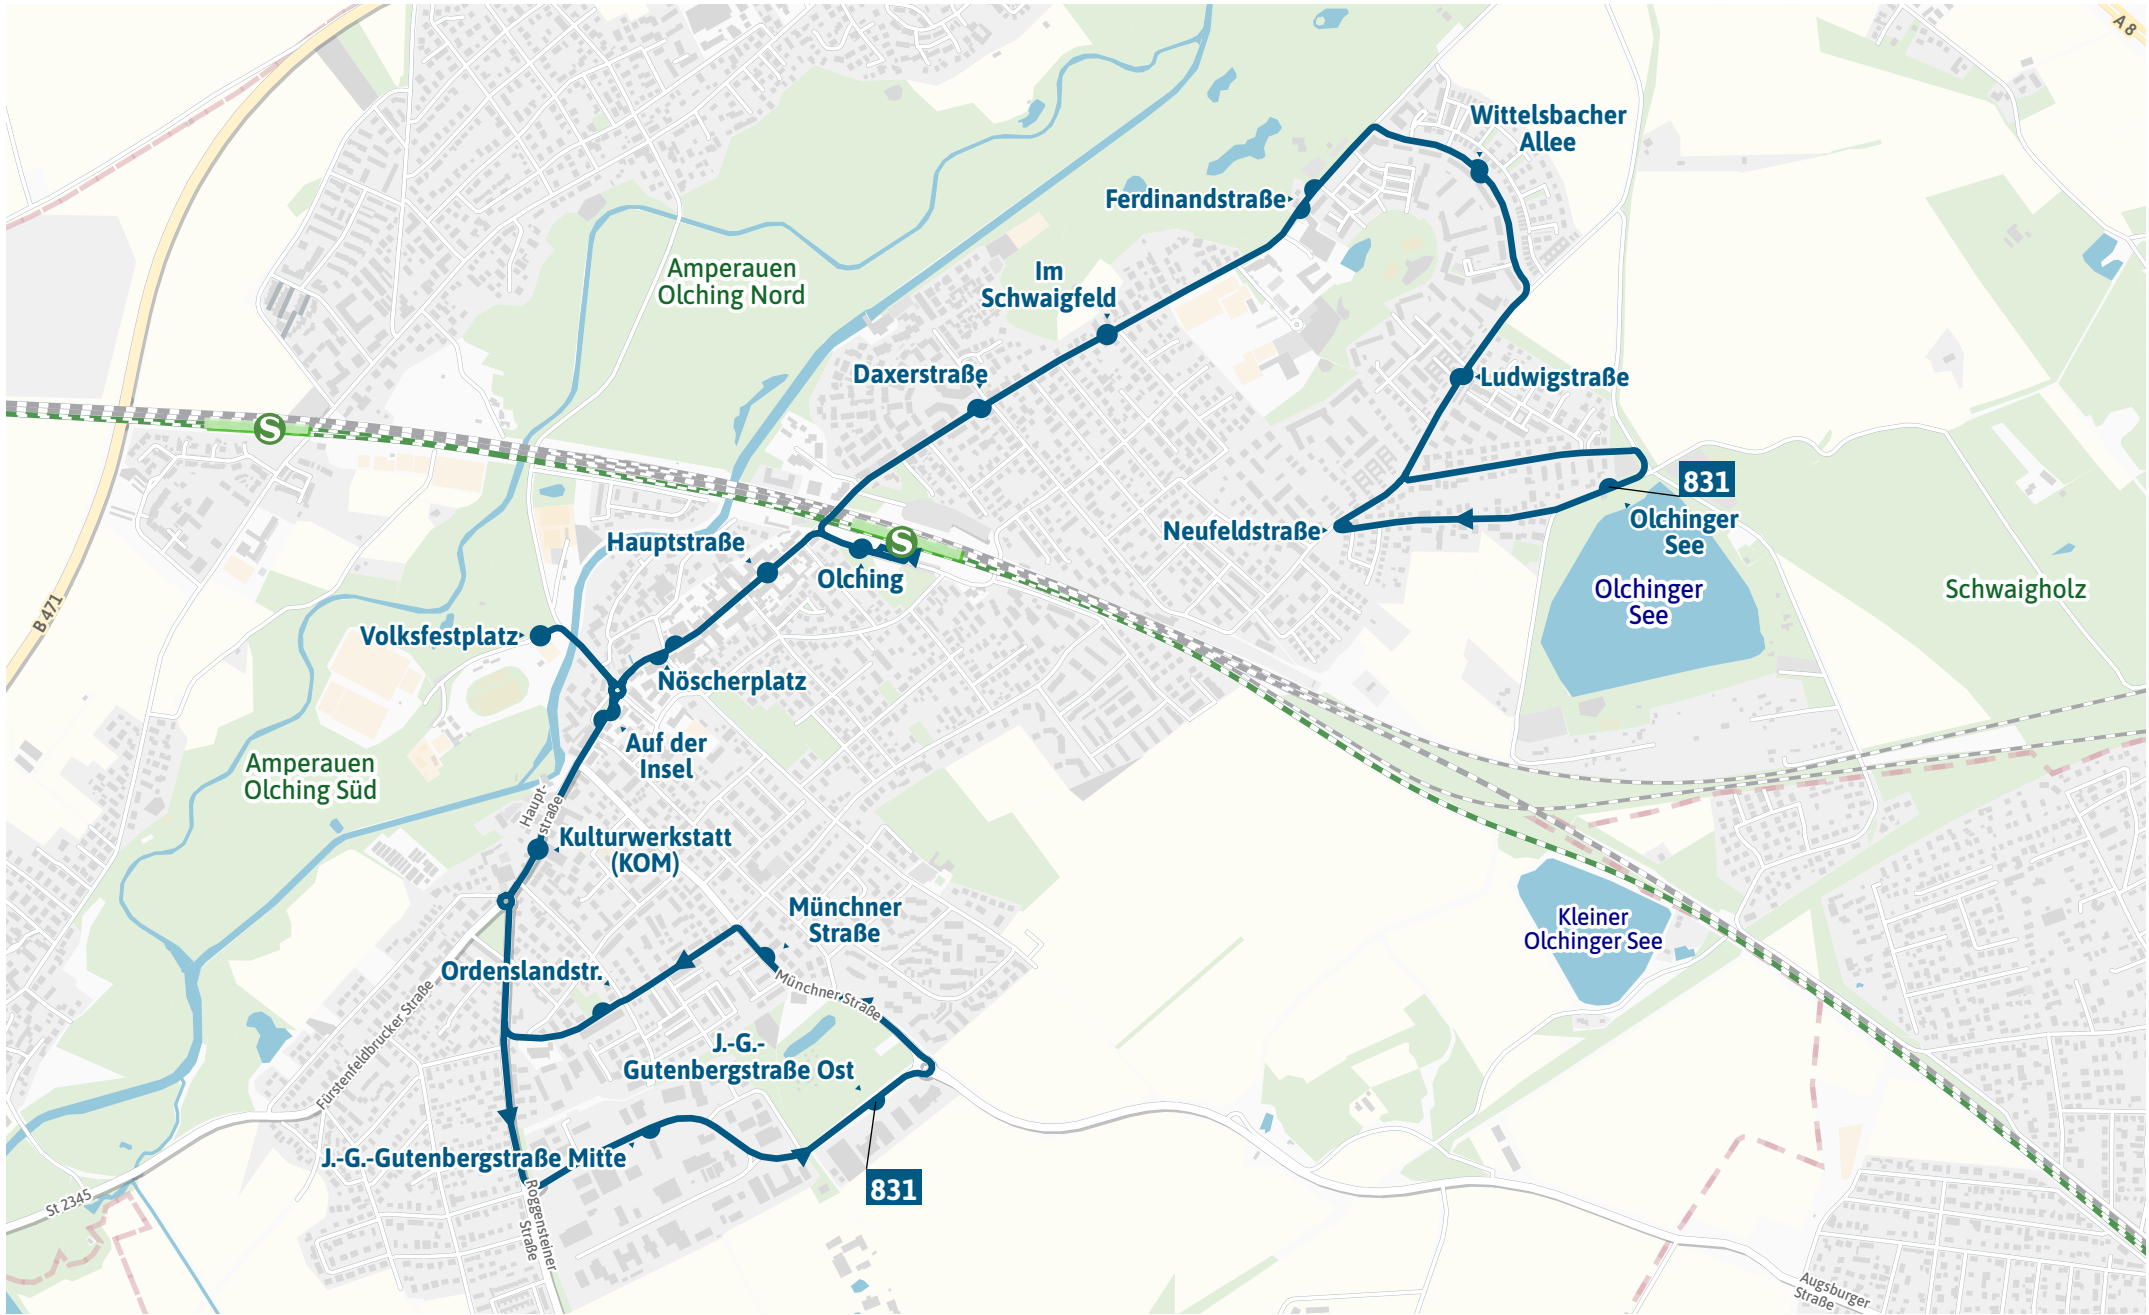 A 8
Wittelsbacher
Allee
Ferdinandstraße
Im
Schwaigfeld
Amperauen
Olching Nord
Daxerstraße
Ludwigstraße
S
831
Olchinger
See
Neufeldstraße
Hauptstraße
S
Olching
Olchinger
See
Schwaigholz
B 471
Volksfestplatz
Nöscherplatz
Auf der
Insel
Amperauen
Olching Süd
Haupt-
straße
Kulturwerkstatt
(KOM)
Münchner
Straße
Kleiner
Olchinger See
Ordenslandstr.
Münchner Straße
Fürstenfeldbrucker Straße
J.-G.-
Gutenbergstraße Ost
J.-G.-Gutenbergstraße Mitte
831
St 2345
Roggensteiner
Straße
Augsburger
Straße